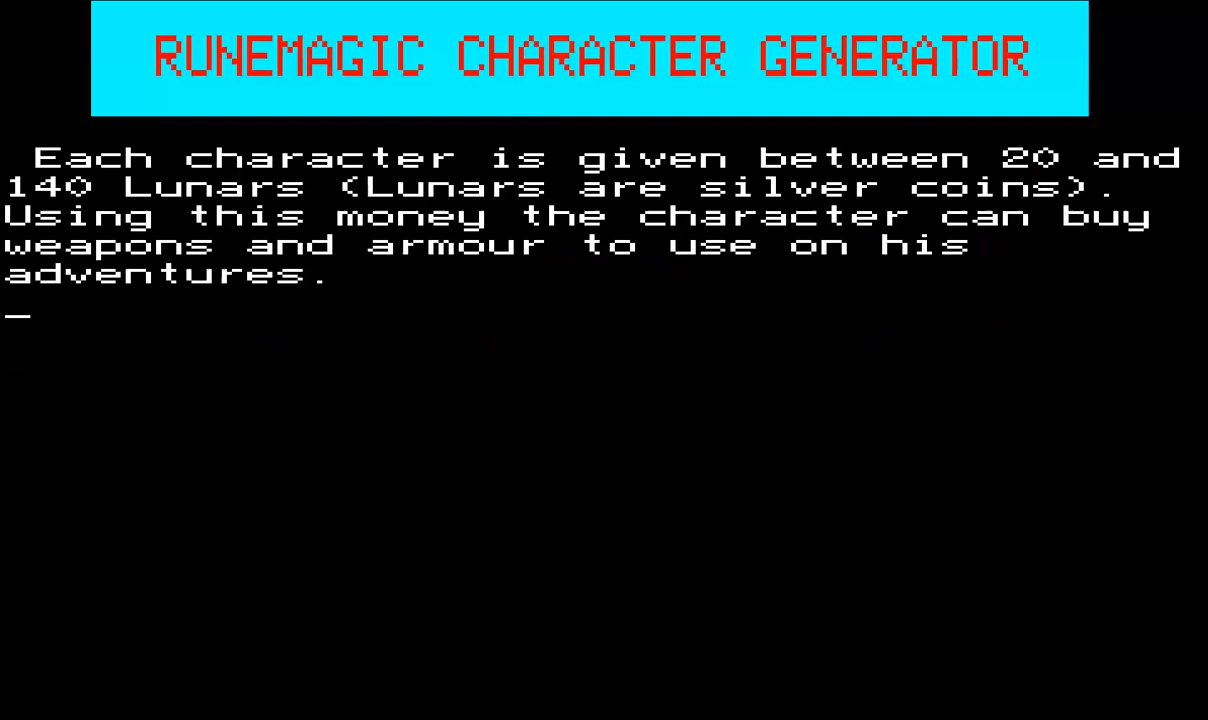 RUNEMAGIC CHARACTER GENERATOR
Each character is given between 20 and
140 Lunars (Lunars are silver coins).
Using this money the character can buy
weapons and armour to use on his
adventures.
_